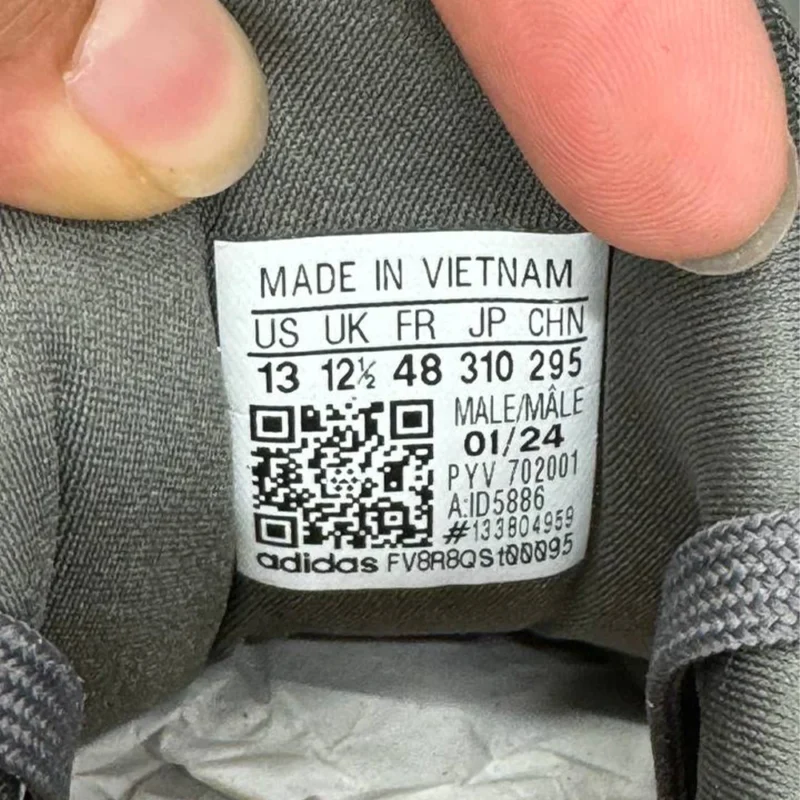 MADE IN VIETNAM
US UK FR JP CHN
13 12½ 48 310 295
MALE/MÂLE
01/24
PYV 702001
A:ID5886
#133804959
adidas FV8R8QSt00095